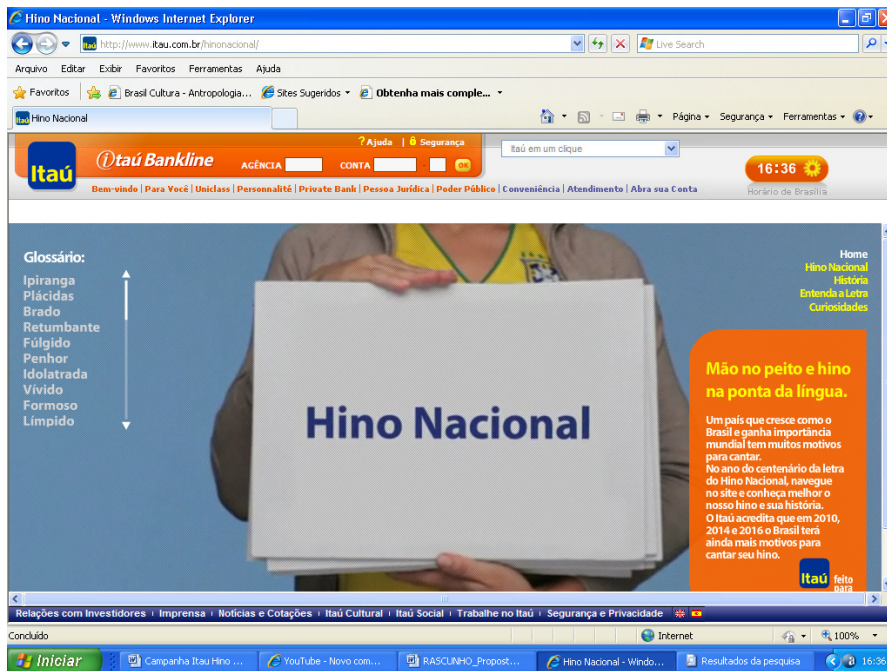 Hino Nacional - Windows Internet Explorer
http://www.itau.com.br/hinonacional/
Live Search
Arquivo Editar Exibir Favoritos Ferramentas Ajuda
Favoritos Brasil Cultura - Antropologia... Sites Sugeridos Obtenha mais comple...
Hino Nacional Página Segurança Ferramentas
? Ajuda | Segurança
Itaú em um clique
Itaú
itaú Bankline AGÊNCIA CONTA - OK
16:36
Bem-vindo | Para Você | Uniclass | Personnalité | Private Bank | Pessoa Jurídica | Poder Público | Conveniência | Atendimento | Abra sua Conta
Horário de Brasília
Glossário:
Ipiranga
Plácidas
Brado
Retumbante
Fúlgido
Penhor
Idolatrada
Vívido
Formoso
Límpido
Hino Nacional
Home
Hino Nacional
História
Entenda a Letra
Curiosidades
Mão no peito e hino
na ponta da língua.
Um país que cresce como o
Brasil e ganha importância
mundial tem muitos motivos
para cantar.
No ano do centenário da letra
do Hino Nacional, navegue
no site e conheça melhor o
nosso hino e sua história.
O Itaú acredita que em 2010,
2014 e 2016 o Brasil terá
ainda mais motivos para
cantar seu hino.
Itaú feito
para
Relações com Investidores Imprensa Notícias e Cotações Itaú Cultural Itaú Social Trabalhe no Itaú Segurança e Privacidade
Concluído Internet 100%
Iniciar Campanha Itau Hino ... YouTube - Novo com... RASCUNHO_Propost... Hino Nacional - Windo... Resultados da pesquisa 16:36